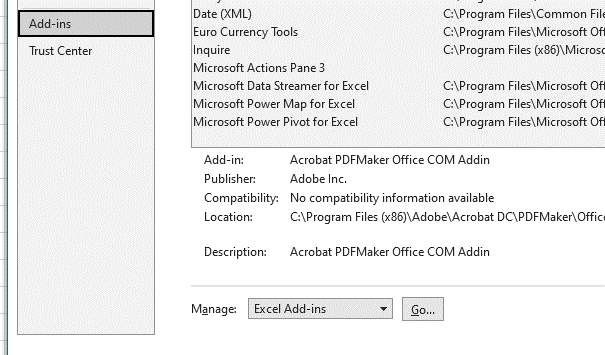 Add-ins
Trust Center
Date (XML) C:\Program Files\Common File
Euro Currency Tools C:\Program Files\Microsoft Off
Inquire C:\Program Files (x86)\Microso
Microsoft Actions Pane 3
Microsoft Data Streamer for Excel C:\Program Files\Microsoft Off
Microsoft Power Map for Excel C:\Program Files\Microsoft Off
Microsoft Power Pivot for Excel C:\Program Files\Microsoft Off
Add-in: Acrobat PDFMaker Office COM Addin
Publisher: Adobe Inc.
Compatibility: No compatibility information available
Location: C:\Program Files (x86)\Adobe\Acrobat DC\PDFMaker\Office
Description: Acrobat PDFMaker Office COM Addin
Manage: Excel Add-ins Go...